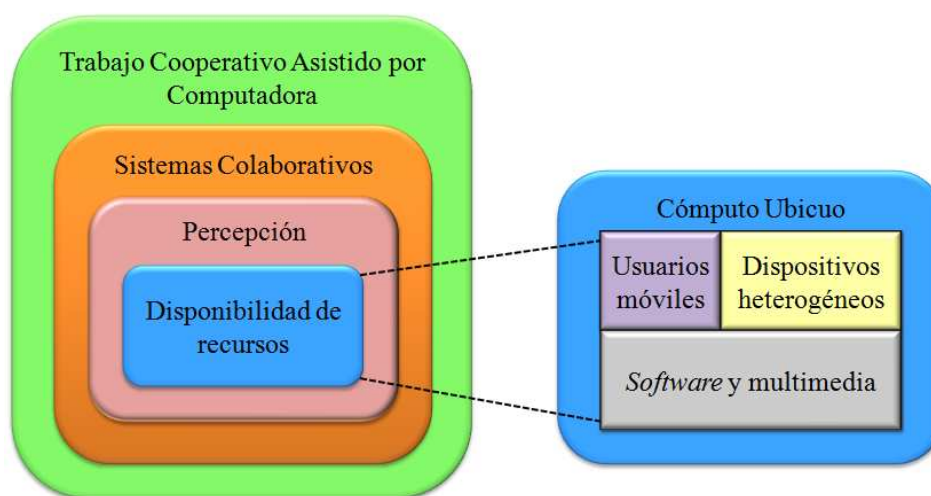 Trabajo Cooperativo Asistido por
Computadora
Sistemas Colaborativos
Percepción
Disponibilidad de
recursos
Cómputo Ubicuo
Usuarios
móviles
Dispositivos
heterogéneos
Software y multimedia